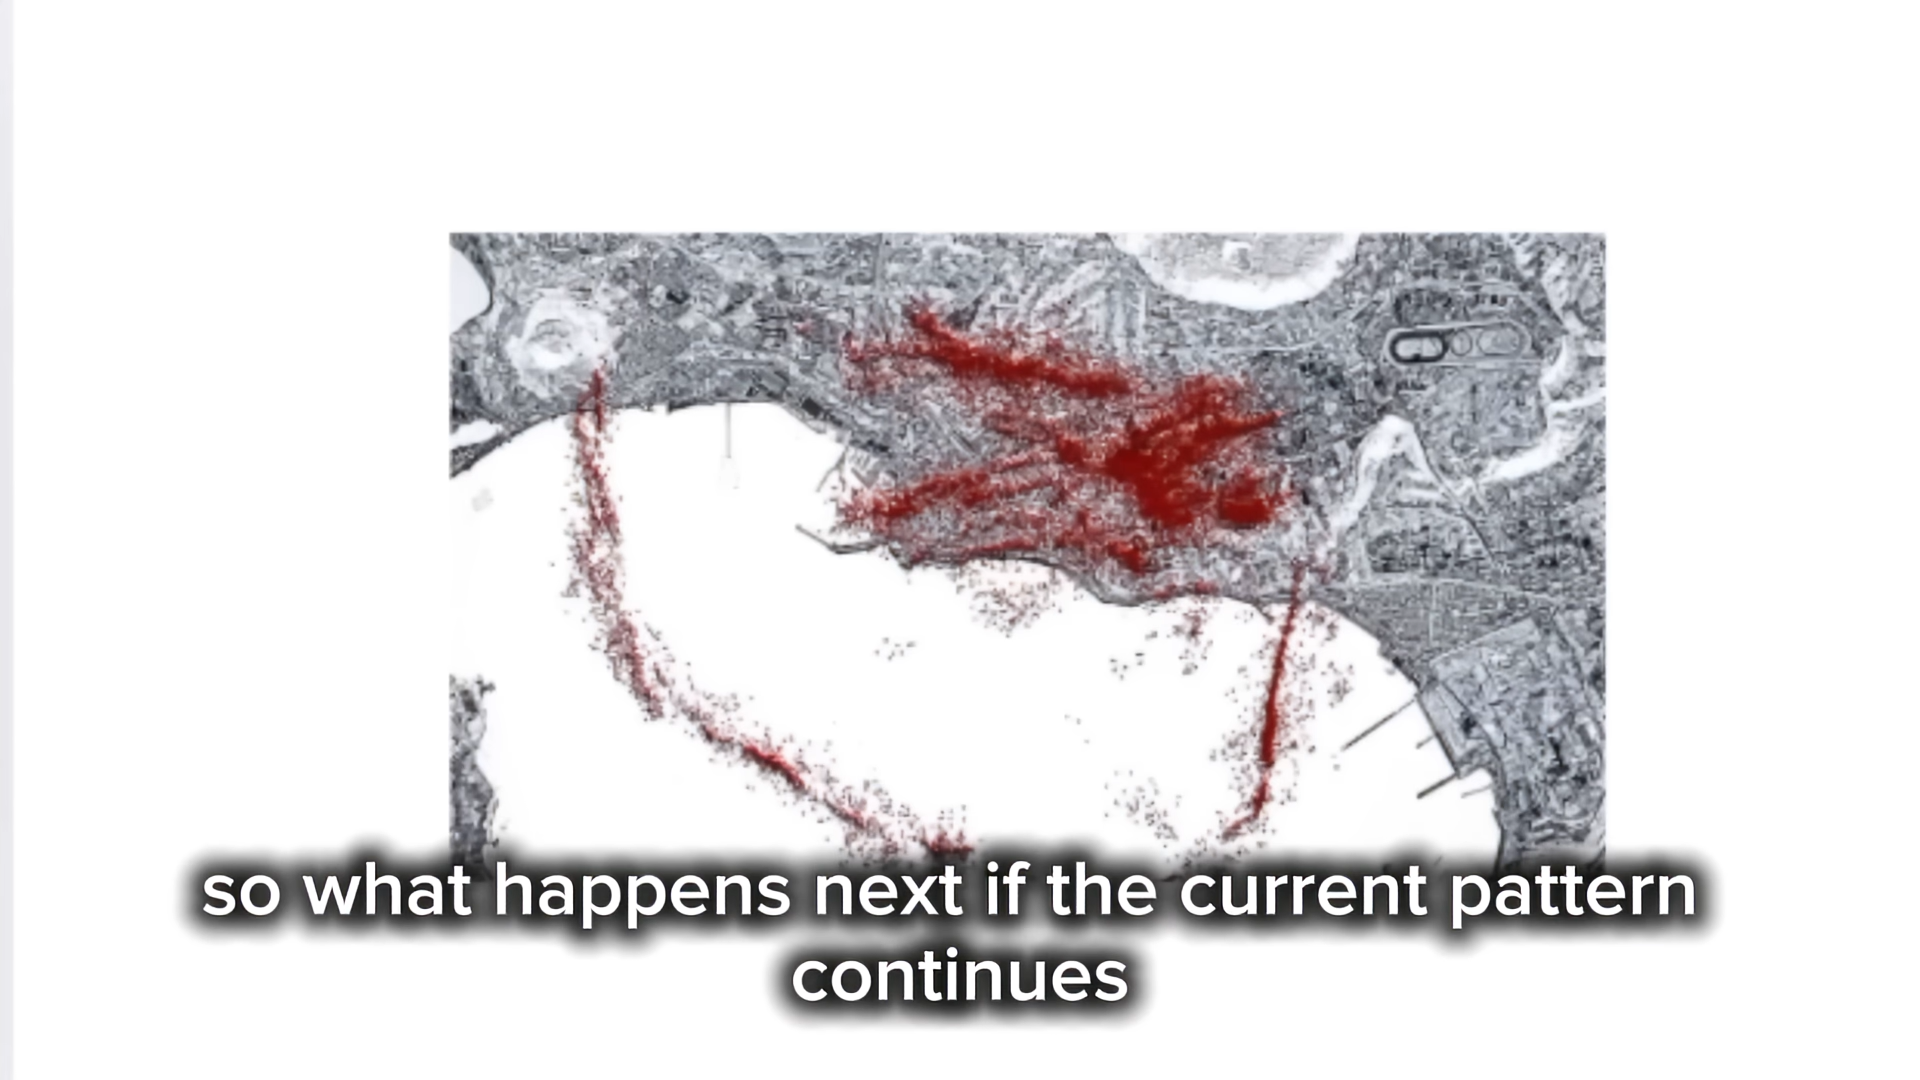 so what happens next if the current pattern
continues